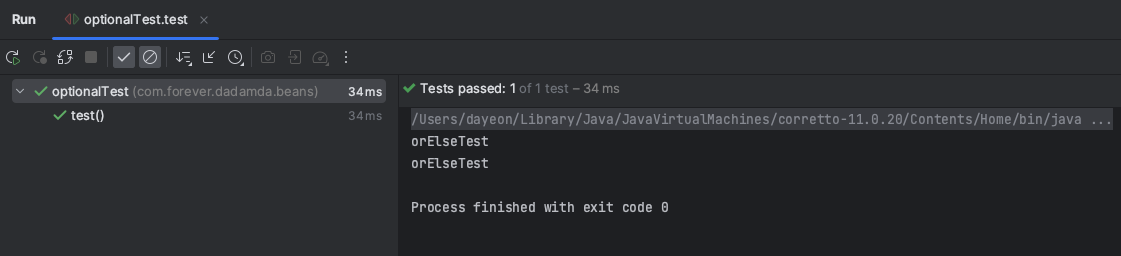 Run optionalTest.test
optionalTest (com.forever.dadamda.beans) 34 ms
test() 34 ms
Tests passed: 1 of 1 test – 34 ms
/Users/dayeon/Library/Java/JavaVirtualMachines/corretto-11.0.20/Contents/Home/bin/java ...
orElseTest
orElseTest
Process finished with exit code 0